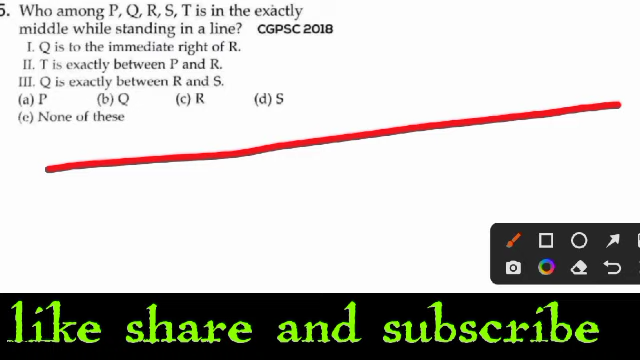 5. Who among P, Q, R, S, T is in the exactly
middle while standing in a line? CGPSC 2018
I. Q is to the immediate right of R.
II. T is exactly between P and R.
III. Q is exactly between R and S.
(a) P (b) Q (c) R (d) S
(e) None of these
like share and subscribe